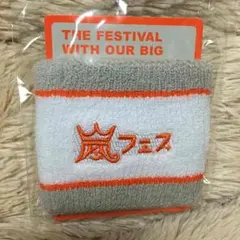 THE FESTIVAL
WITH OUR BIG
嵐フェス